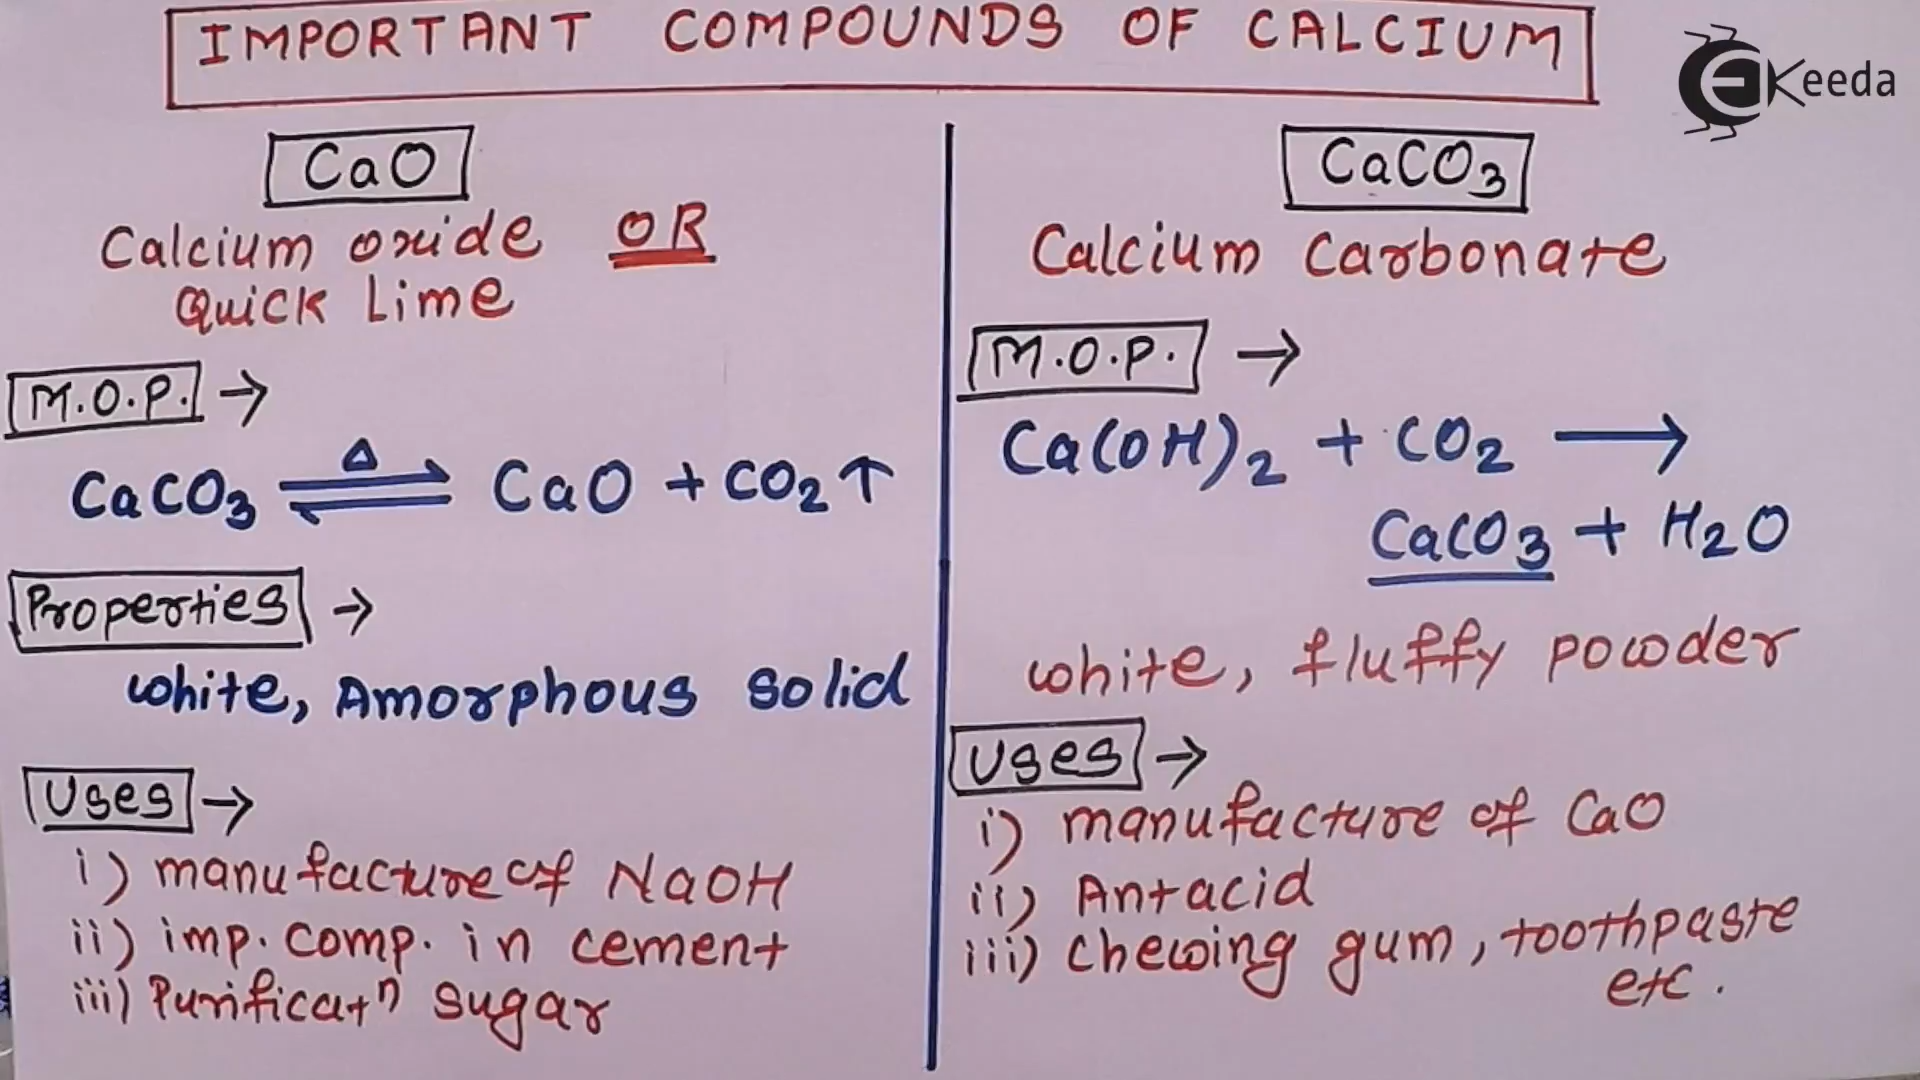 IMPORTANT COMPOUNDS OF CALCIUM
EKeeda
CaO
Calcium oxide OR
Quick Lime
M.O.P. →
CaCO₃ ⇌ Δ CaO + CO₂↑
Properties →
white, Amorphous solid
Uses →
i) manufacture of NaOH
ii) imp. comp. in cement
iii) Purificatⁿ sugar
CaCO₃
Calcium carbonate
M.O.P. →
Ca(OH)₂ + CO₂ →
CaCO₃ + H₂O
white, fluffy powder
Uses →
i) manufacture of CaO
ii) Antacid
iii) chewing gum, toothpaste
etc.